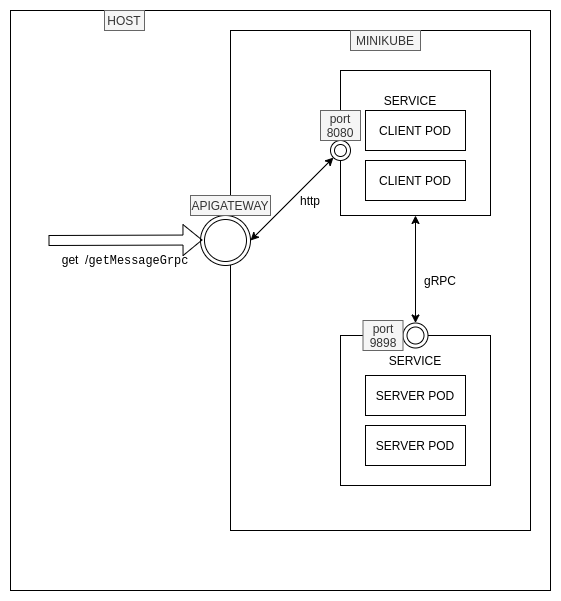 HOST
MINIKUBE
SERVICE
port
8080
CLIENT POD
CLIENT POD
APIGATEWAY
http
get /getMessageGrpc
gRPC
port
9898
SERVICE
SERVER POD
SERVER POD